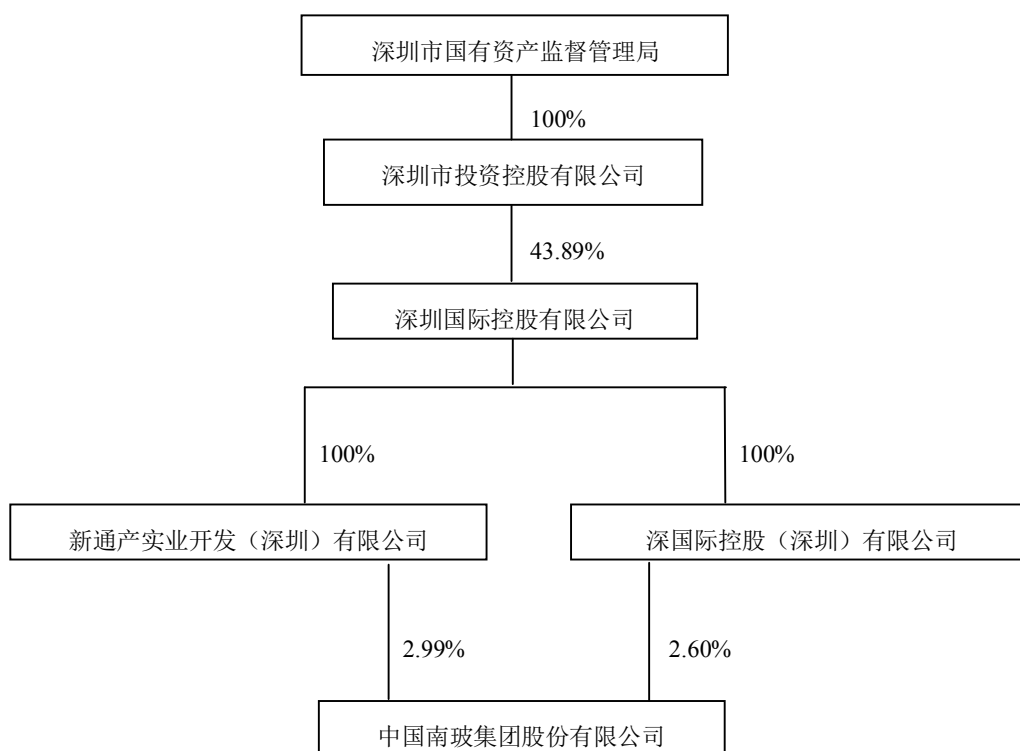 深圳市国有资产监督管理局
100%
深圳市投资控股有限公司
43.89%
深圳国际控股有限公司
100%
100%
新通产实业开发（深圳）有限公司
深国际控股（深圳）有限公司
2.99%
2.60%
中国南玻集团股份有限公司